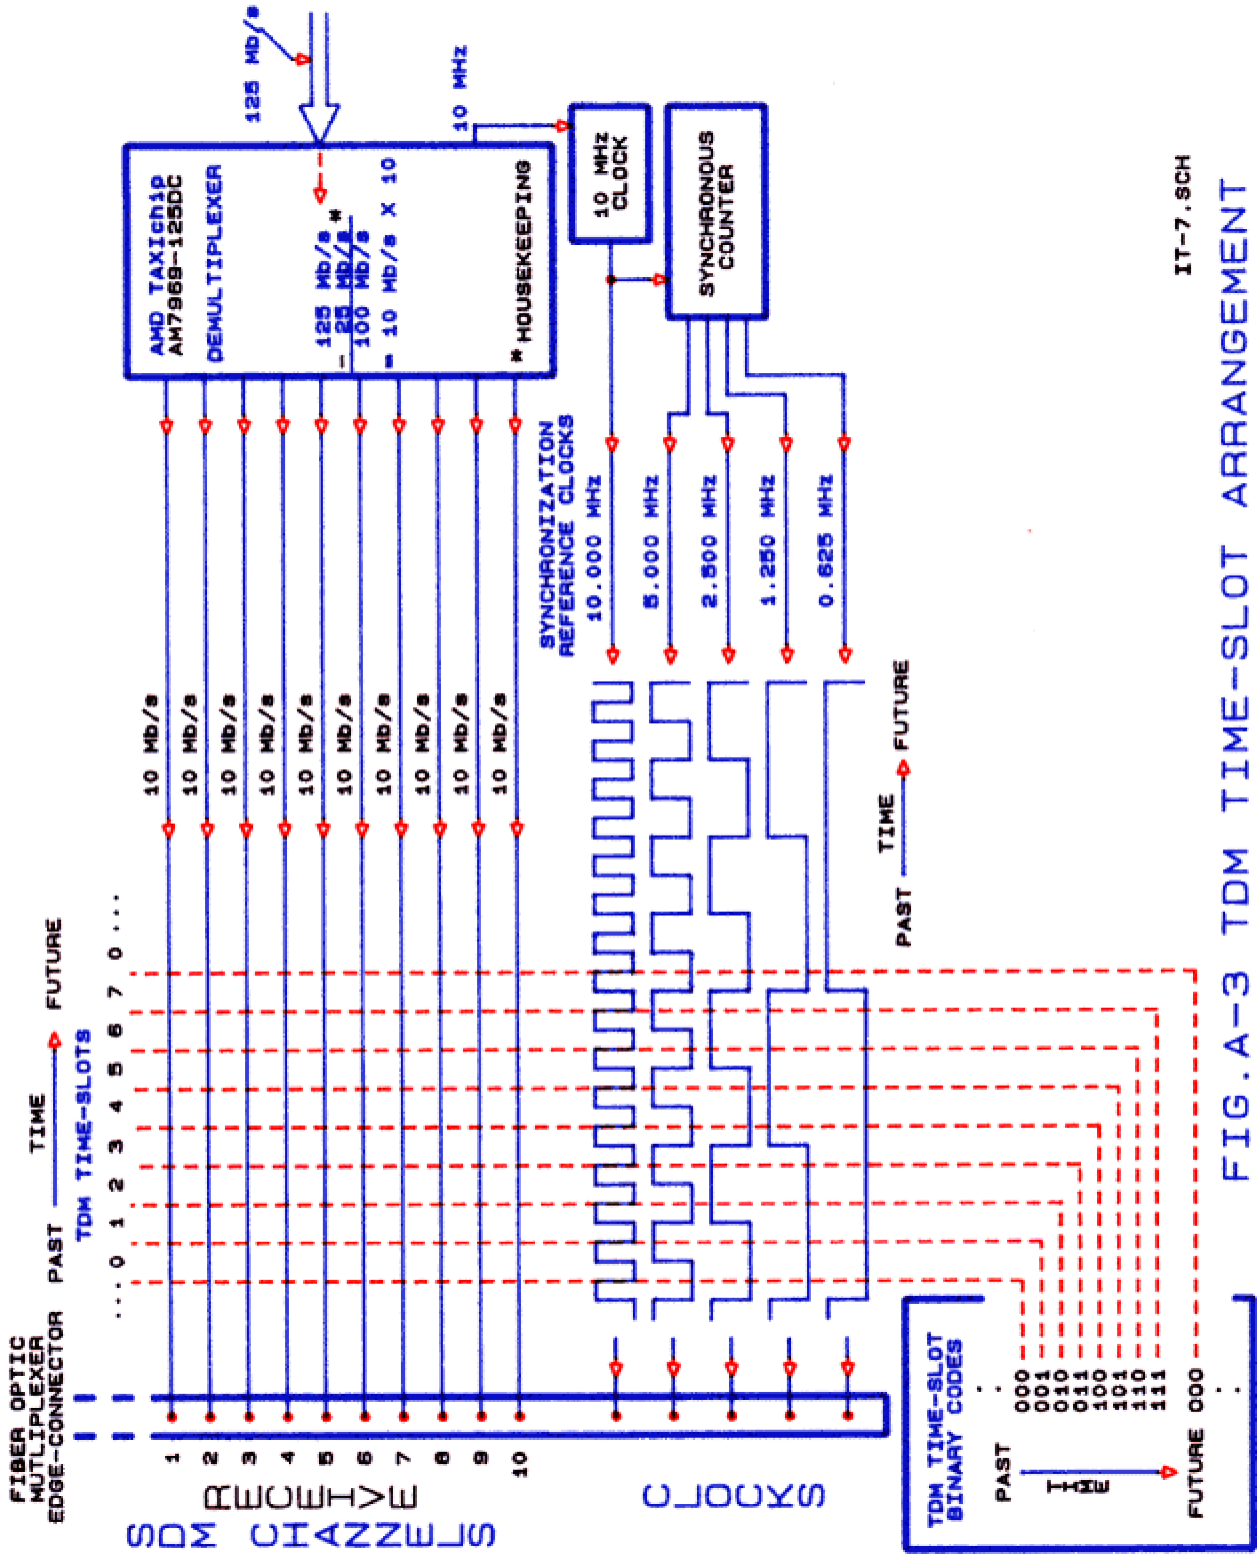 FIBER OPTIC
MUTLIPLEXER
EDGE-CONNECTOR
PAST TIME FUTURE
TDM TIME-SLOTS
...0 1 2 3 4 5 6 7 0...
AMD TAXIchip
AM7969-125DC
DEMULTIPLEXER
125 Mb/s
125 Mb/s
- 25 Mb/s *
100 Mb/s
= 10 Mb/s X 10
* HOUSEKEEPING
10 MHz
10 MHz
CLOCK
SYNCHRONOUS
COUNTER
1
2
3
4
5
6
7
8
9
10
10 Mb/s
10 Mb/s
10 Mb/s
10 Mb/s
10 Mb/s
10 Mb/s
10 Mb/s
10 Mb/s
10 Mb/s
10 Mb/s
RECEIVE
SDM CHANNELS
SYNCHRONIZATION
REFERENCE CLOCKS
10.000 MHz
5.000 MHz
2.500 MHz
1.250 MHz
0.625 MHz
CLOCKS
PAST TIME FUTURE
TDM TIME-SLOT
BINARY CODES
PAST
TIME
FUTURE 000
000
001
010
011
100
101
110
111
IT-7.SCH
FIG.A-3 TDM TIME-SLOT ARRANGEMENT